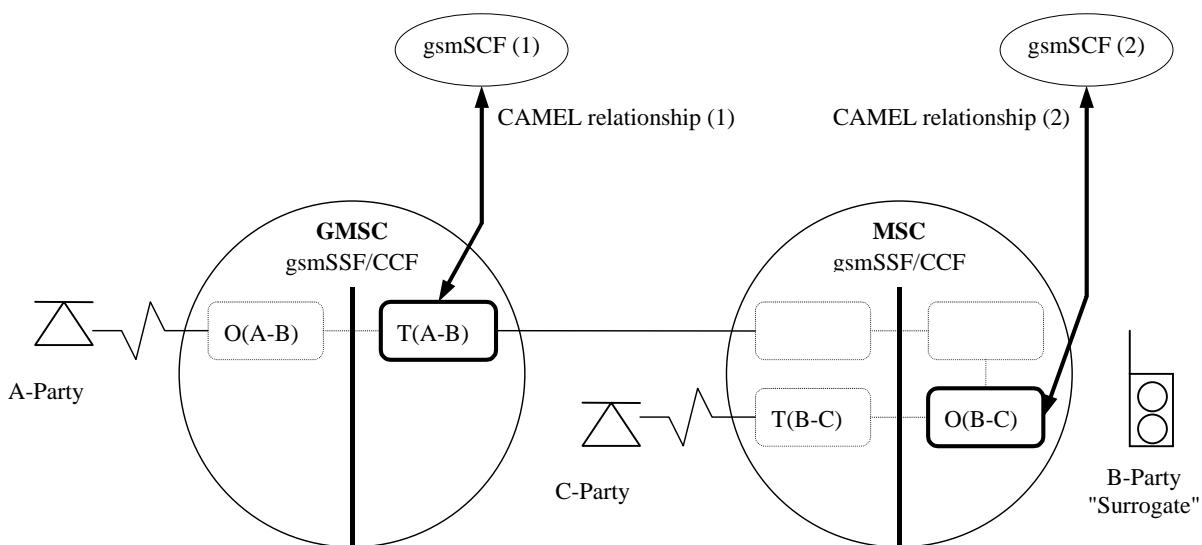 gsmSCF (1)
gsmSCF (2)
CAMEL relationship (1)
CAMEL relationship (2)
GMSC
gsmSSF/CCF
MSC
gsmSSF/CCF
O(A-B)
T(A-B)
A-Party
T(B-C)
O(B-C)
C-Party
B-Party
"Surrogate"